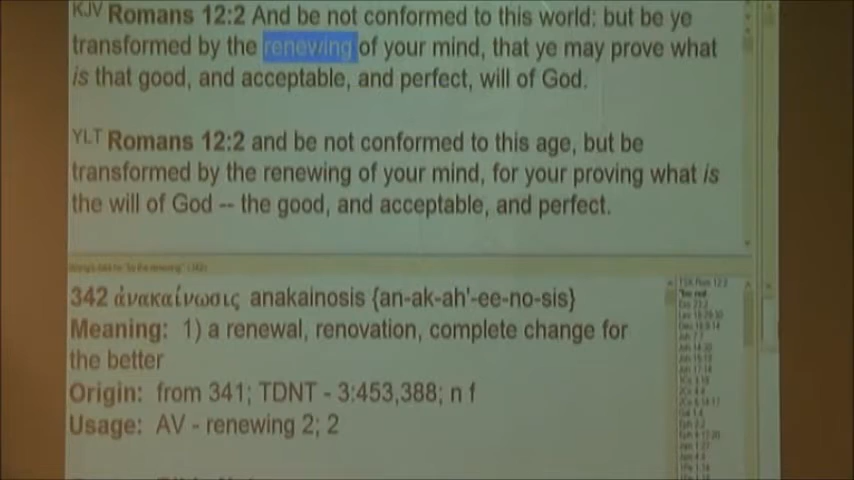 KJV Romans 12:2 And be not conformed to this world: but be ye
transformed by the renewing of your mind, that ye may prove what
is that good, and acceptable, and perfect, will of God.
YLT Romans 12:2 and be not conformed to this age, but be
transformed by the renewing of your mind, for your proving what is
the will of God -- the good, and acceptable, and perfect.
342 ἀνακαίνωσις anakainosis {an-ak-ah'-ee-no-sis}
Meaning: 1) a renewal, renovation, complete change for
the better
Origin: from 341; TDNT - 3:453,388; n f
Usage: AV - renewing 2; 2